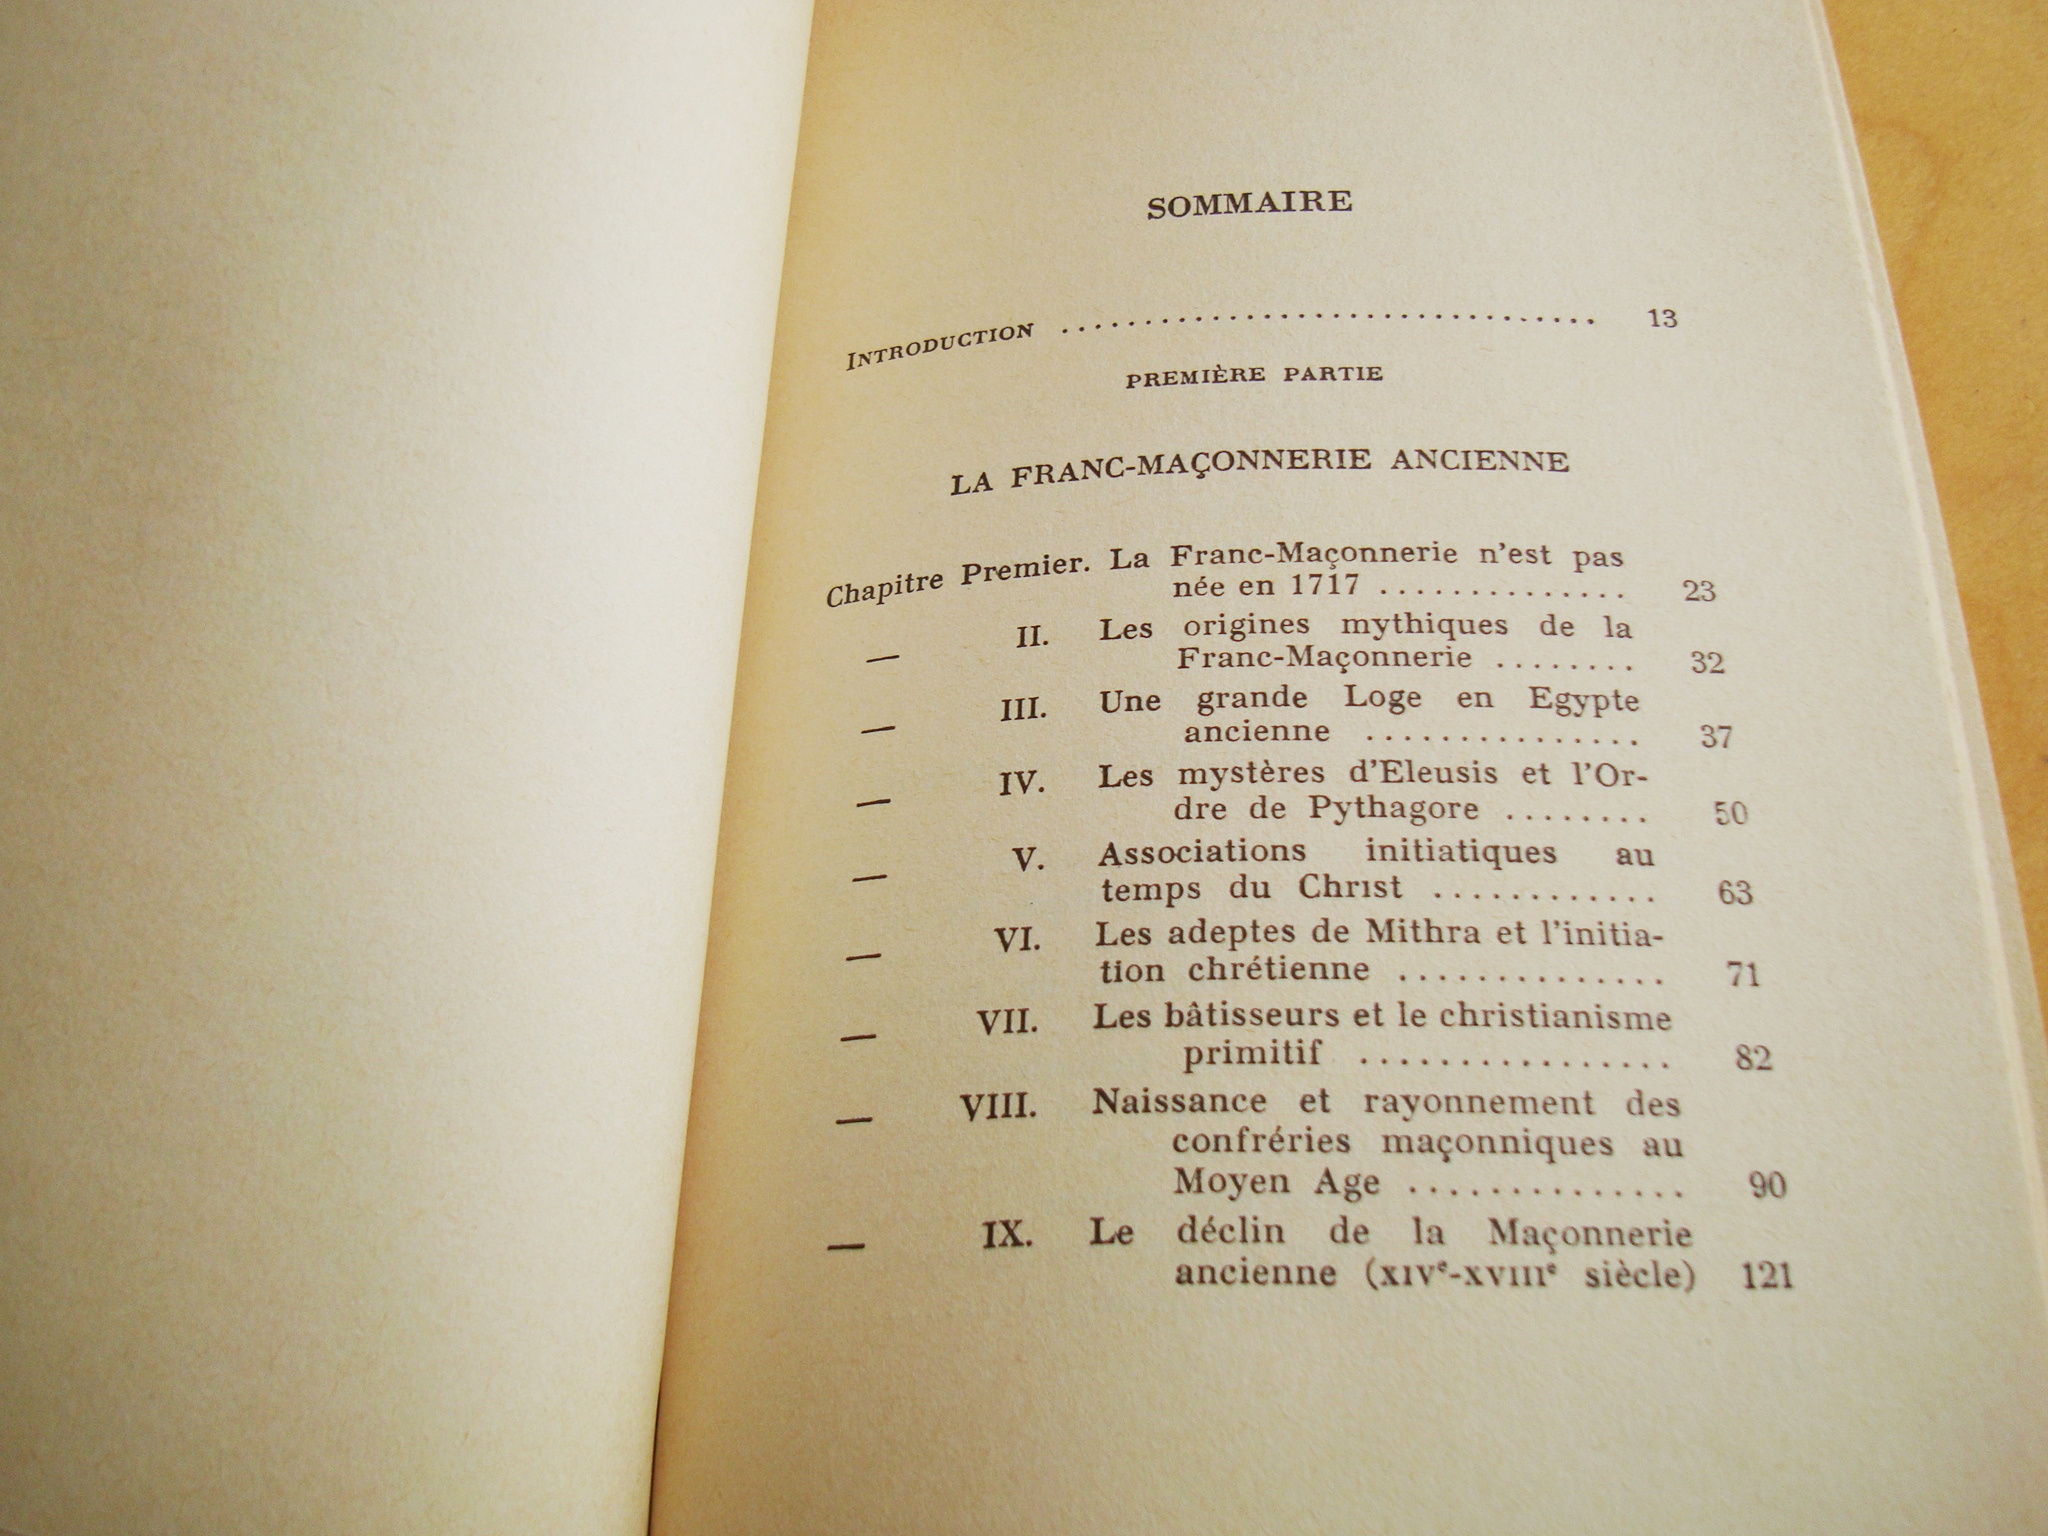 SOMMAIRE
INTRODUCTION ................................ 13
PREMIÈRE PARTIE
LA FRANC-MAÇONNERIE ANCIENNE
Chapitre Premier. La Franc-Maçonnerie n'est pas
née en 1717 .............. 23
— II. Les origines mythiques de la
Franc-Maçonnerie ........ 32
— III. Une grande Loge en Egypte
ancienne ............... 37
— IV. Les mystères d'Eleusis et l'Or-
dre de Pythagore ........ 50
— V. Associations initiatiques au
temps du Christ ............ 63
— VI. Les adeptes de Mithra et l'initia-
tion chrétienne .............. 71
— VII. Les bâtisseurs et le christianisme
primitif ................ 82
— VIII. Naissance et rayonnement des
confréries maçonniques au
Moyen Age .............. 90
— IX. Le déclin de la Maçonnerie
ancienne (XIVe-XVIIIe siècle) 121